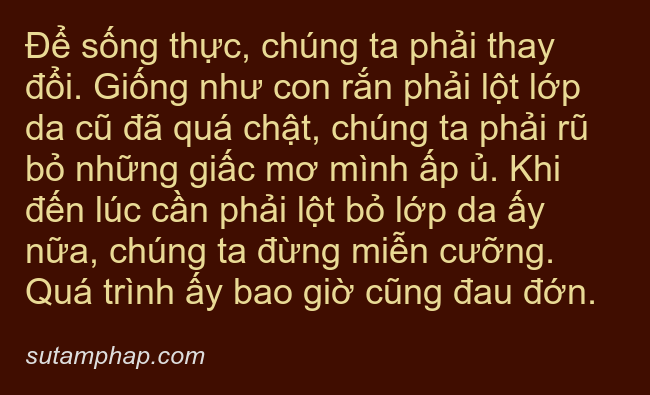 Để sống thực, chúng ta phải thay
đổi. Giống như con rắn phải lột lớp
da cũ đã quá chật, chúng ta phải rũ
bỏ những giấc mơ mình ấp ủ. Khi
đến lúc cần phải lột bỏ lớp da ấy
nữa, chúng ta đừng miễn cưỡng.
Quá trình ấy bao giờ cũng đau đớn.
sutamphap.com